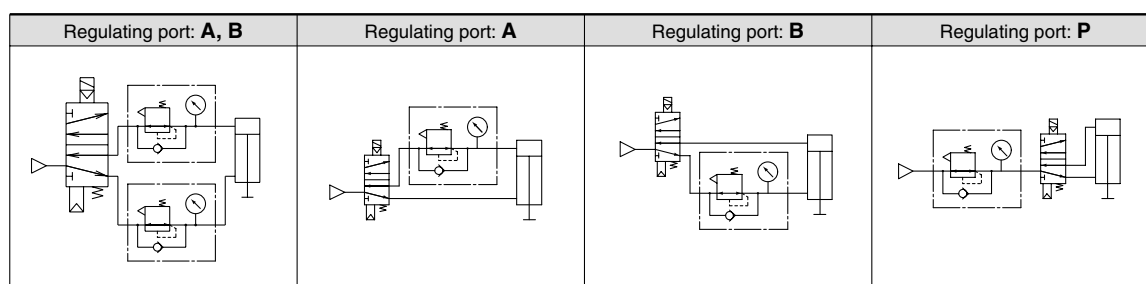 Regulating port: A, B
Regulating port: A
Regulating port: B
Regulating port: P